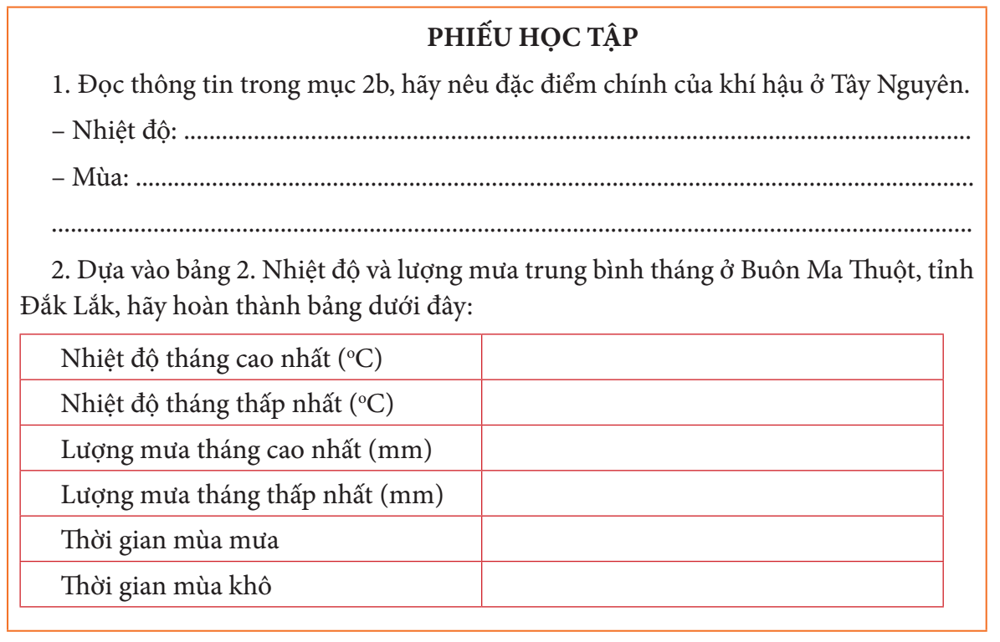 PHIẾU HỌC TẬP
1. Đọc thông tin trong mục 2b, hãy nêu đặc điểm chính của khí hậu ở Tây Nguyên.
– Nhiệt độ: ..............................................................................................................................
– Mùa: ......................................................................................................................................
...................................................................................................................................................
2. Dựa vào bảng 2. Nhiệt độ và lượng mưa trung bình tháng ở Buôn Ma Thuột, tỉnh
Đắk Lắk, hãy hoàn thành bảng dưới đây:
Nhiệt độ tháng cao nhất (°C)
Nhiệt độ tháng thấp nhất (°C)
Lượng mưa tháng cao nhất (mm)
Lượng mưa tháng thấp nhất (mm)
Thời gian mùa mưa
Thời gian mùa khô